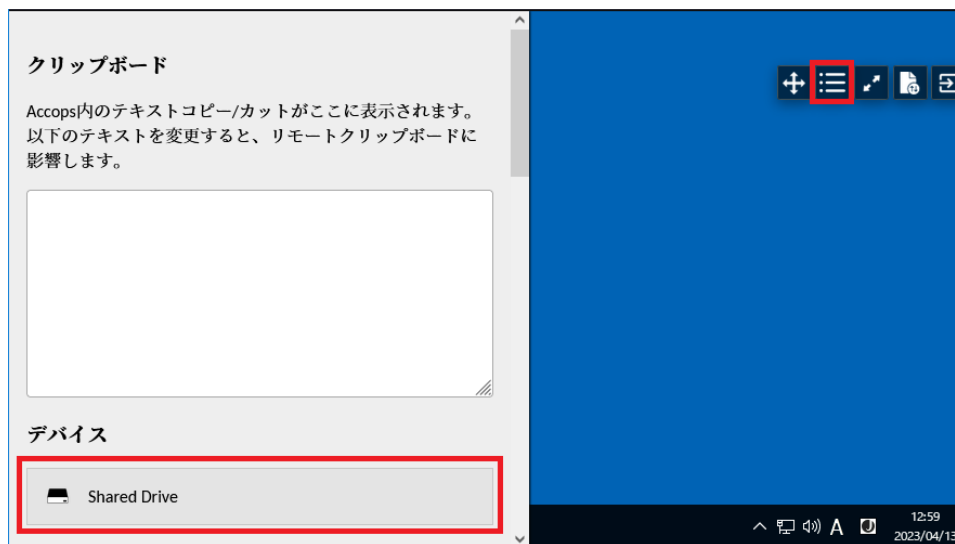 クリップボード
Accops内のテキストコピー/カットがここに表示されます。
以下のテキストを変更すると、リモートクリップボードに
影響します。
デバイス
Shared Drive
A
12:59
2023/04/13